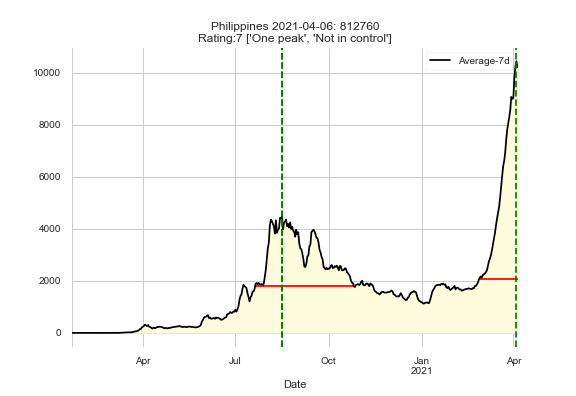 Philippines 2021-04-06: 812760
Rating:7 ['One peak', 'Not in control']
Average-7d
10000
8000
6000
4000
2000
0
Apr
Jul
Oct
Jan
2021
Apr
Date